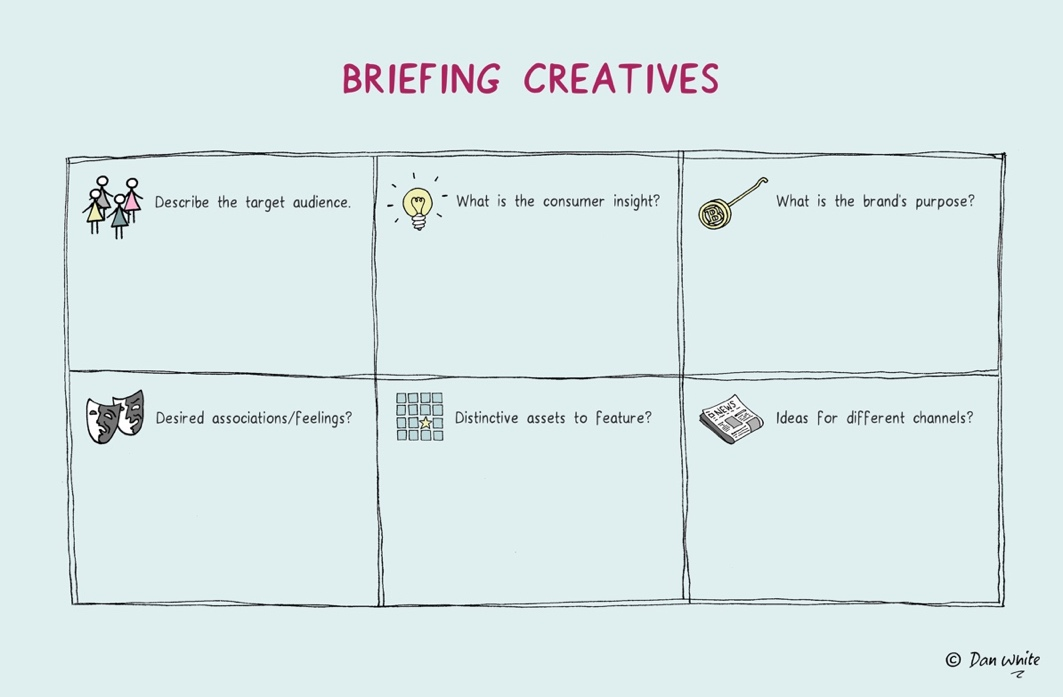 BRIEFING CREATIVES
Describe the target audience.
What is the consumer insight?
B
What is the brand's purpose?
Desired associations/feelings?
Distinctive assets to feature?
NEWS
Ideas for different channels?
© Dan White